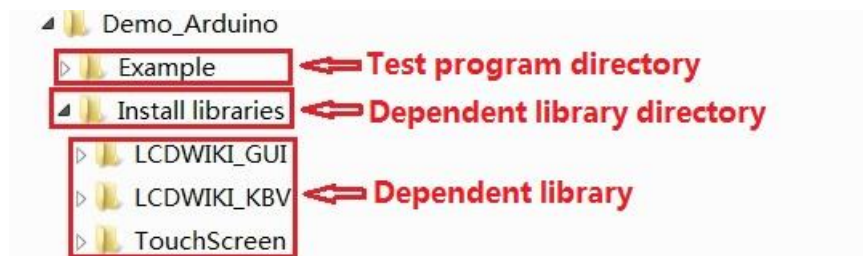 Demo_Arduino
Example Test program directory
Install libraries Dependent library directory
LCDWIKI_GUI
LCDWIKI_KBV Dependent library
TouchScreen